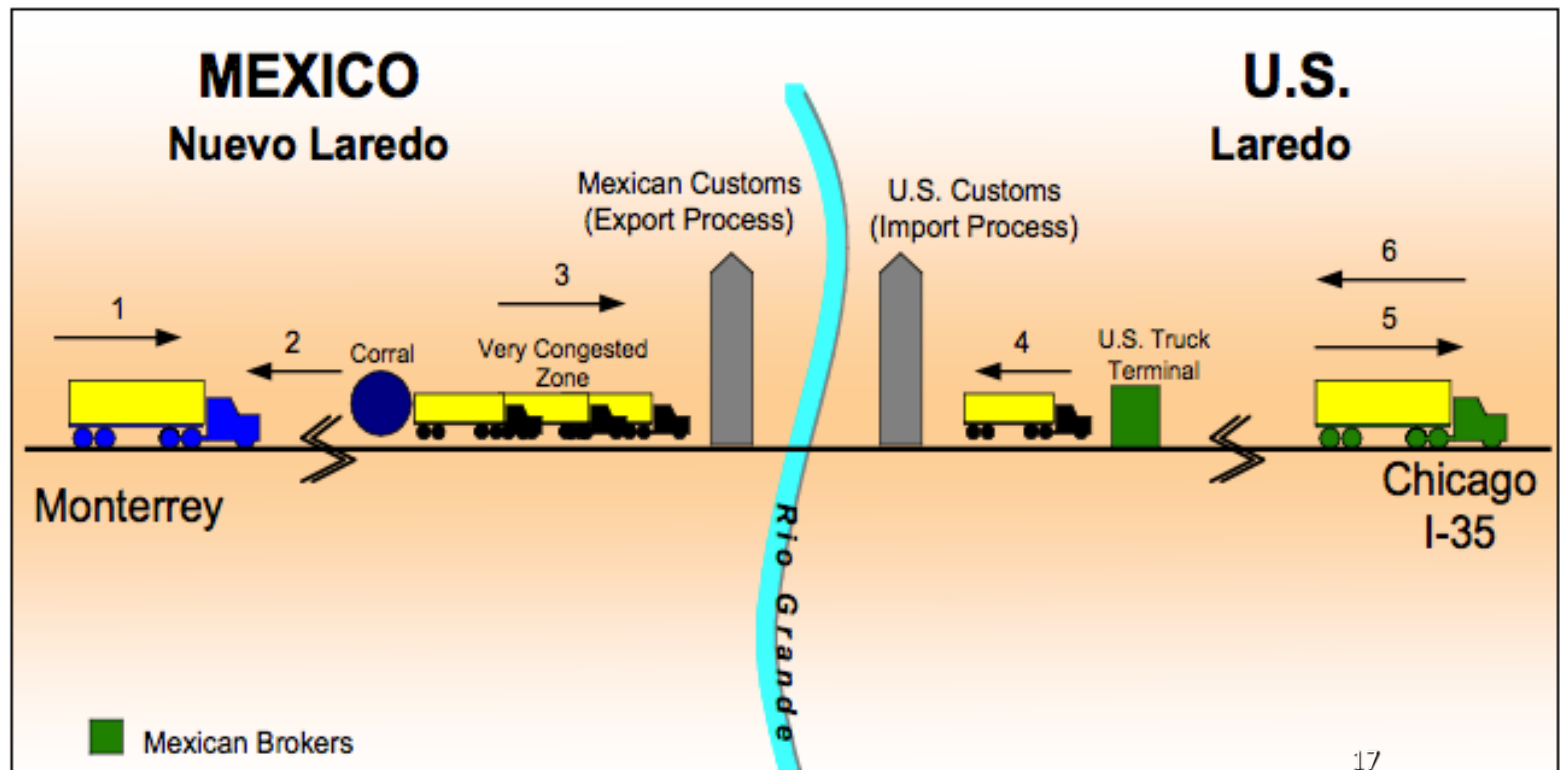 MEXICO
Nuevo Laredo
U.S.
Laredo
Mexican Customs
(Export Process)
U.S. Customs
(Import Process)
1
2
Corral
3
Very Congested
Zone
4
U.S. Truck
Terminal
6
5
Monterrey
Chicago
I-35
Rio Grande
Mexican Brokers
17